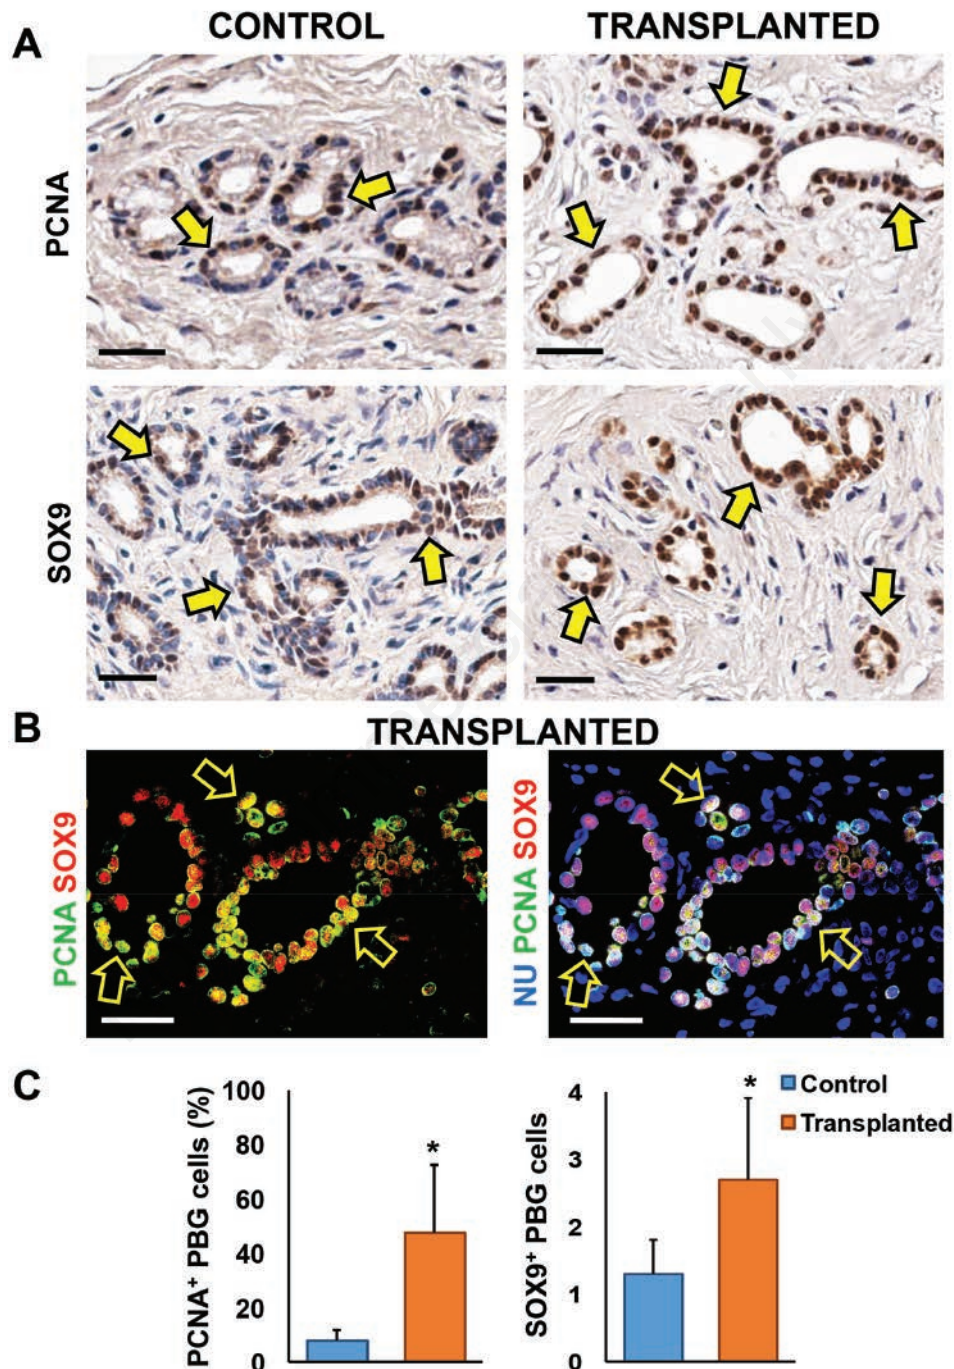 A
CONTROL
TRANSPLANTED
PCNA
SOX9
B
TRANSPLANTED
PCNA SOX9
NU PCNA SOX9
C
PCNA⁺ PBG cells (%)
100
80
60
40
20
0
*
SOX9⁺ PBG cells
4
3
2
1
0
*
Control
Transplanted